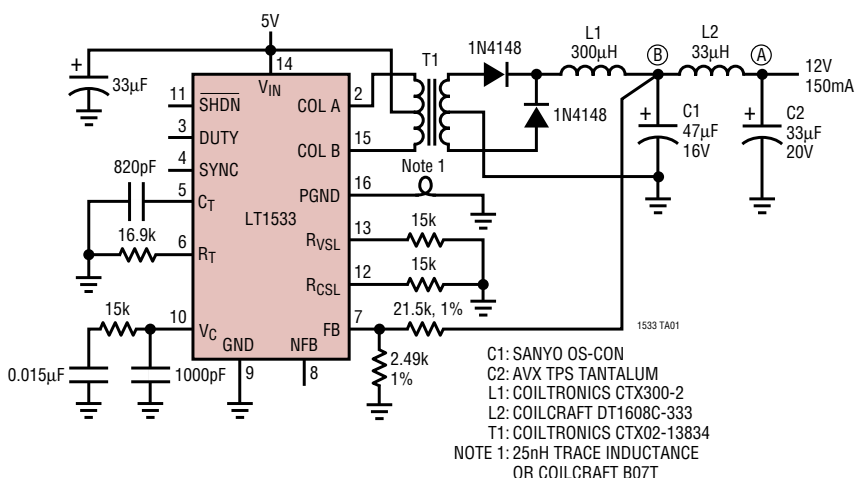 5V
33µF
+
14
VIN
11
SHDN
3
DUTY
4
SYNC
820pF
5
CT
16.9k
6
RT
15k
10
VC
0.015µF
1000pF
GND
9
NFB
8
LT1533
COL A
2
COL B
15
PGND
16
RVSL
13
15k
RCSL
12
15k
FB
7
21.5k, 1%
2.49k
1%
T1
Note 1
1N4148
1N4148
L1
300µH
B
L2
33µH
A
12V
150mA
+
C1
47µF
16V
+
C2
33µF
20V
1533 TA01
C1: SANYO OS-CON
C2: AVX TPS TANTALUM
L1: COILTRONICS CTX300-2
L2: COILCRAFT DT1608C-333
T1: COILTRONICS CTX02-13834
NOTE 1: 25nH TRACE INDUCTANCE
OR COILCRAFT B07T